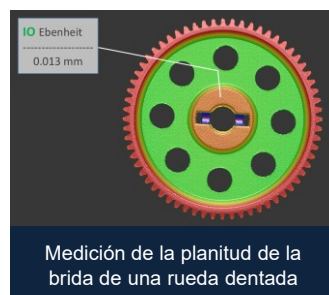 IO Ebenheit
0.013 mm
Medición de la planitud de la
brida de una rueda dentada